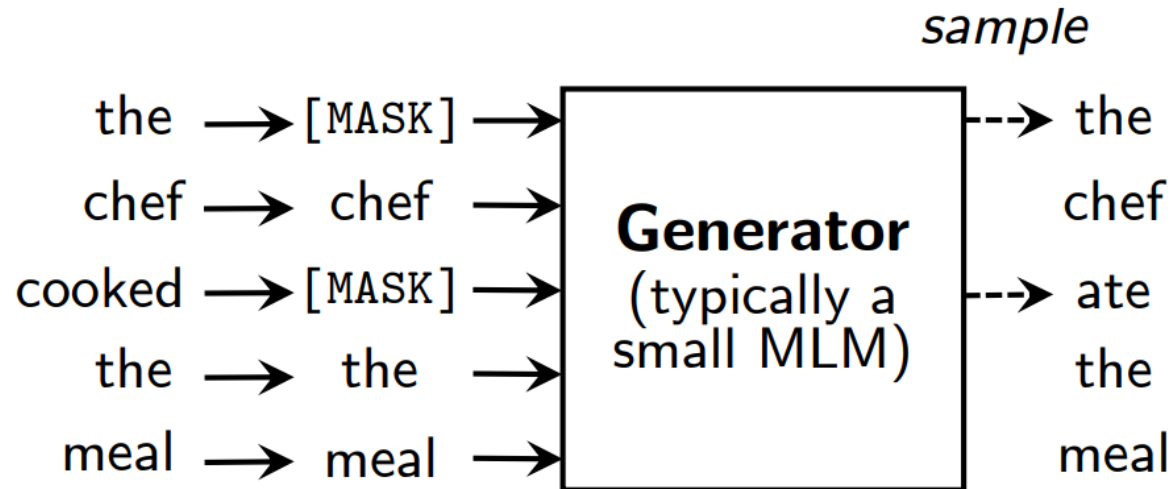 sample
the [MASK] the
chef chef chef
cooked [MASK] ate
the the the
meal meal meal
Generator
(typically a
small MLM)